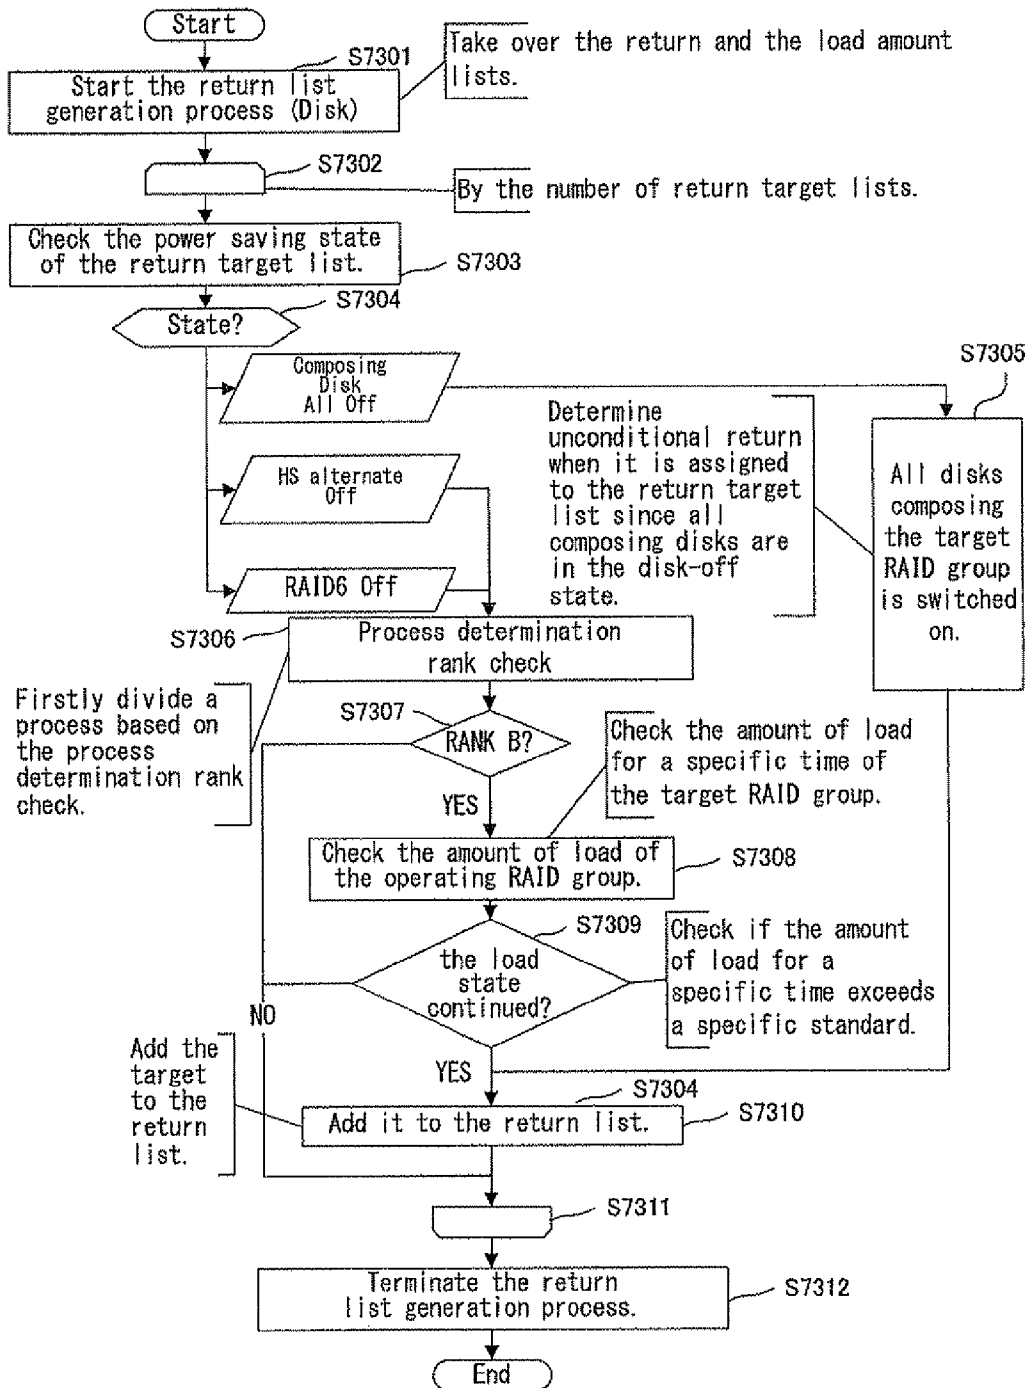 Start
S7301
Take over the return and the load amount
lists.
Start the return list
generation process (Disk)
S7302
By the number of return target lists.
Check the power saving state
of the return target list.
S7303
S7304
State?
Composing
Disk
All Off
S7305
Determine
unconditional return
when it is assigned
to the return target
list since all
composing disks are
in the disk-off
state.
All disks
composing
the target
RAID group
is switched
on.
HS alternate
Off
RAID6 Off
S7306
Process determination
rank check
Firstly divide a
process based on
the process
determination rank
check.
S7307
RANK B?
Check the amount of load
for a specific time of
the target RAID group.
YES
Check the amount of load of
the operating RAID group.
S7308
S7309
the load
state
continued?
Check if the amount
of load for a
specific time exceeds
a specific standard.
NO
YES
Add the
target
to the
return
list.
S7304
Add it to the return list.
S7310
S7311
Terminate the return
list generation process.
S7312
End